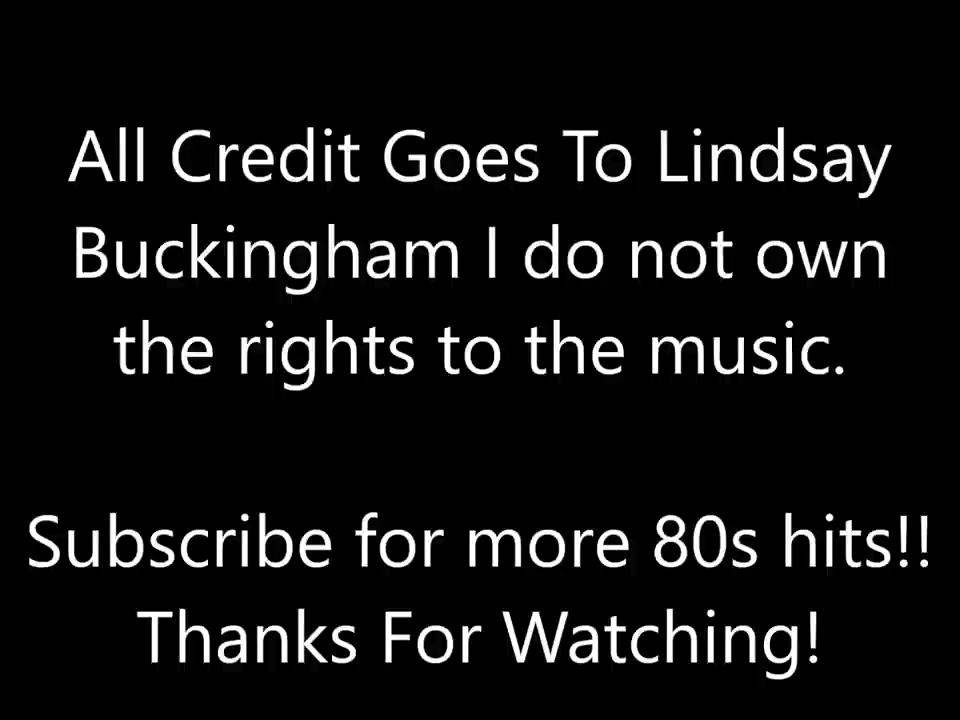 All Credit Goes To Lindsay
Buckingham I do not own
the rights to the music.
Subscribe for more 80s hits!!
Thanks For Watching!